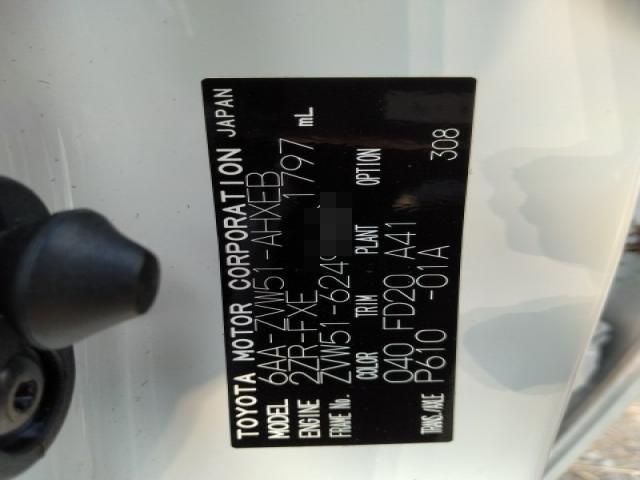 TOYOTA MOTOR CORPORATION JAPAN
MODEL 6AA-ZVW51-AHXEB
ENGINE 2ZR-FXE 1797 mL
FRAME No. ZVW51-6249
COLOR TRIM PLANT OPTION
040 FD20 A41
TRANS./AXLE P610 -01A 308